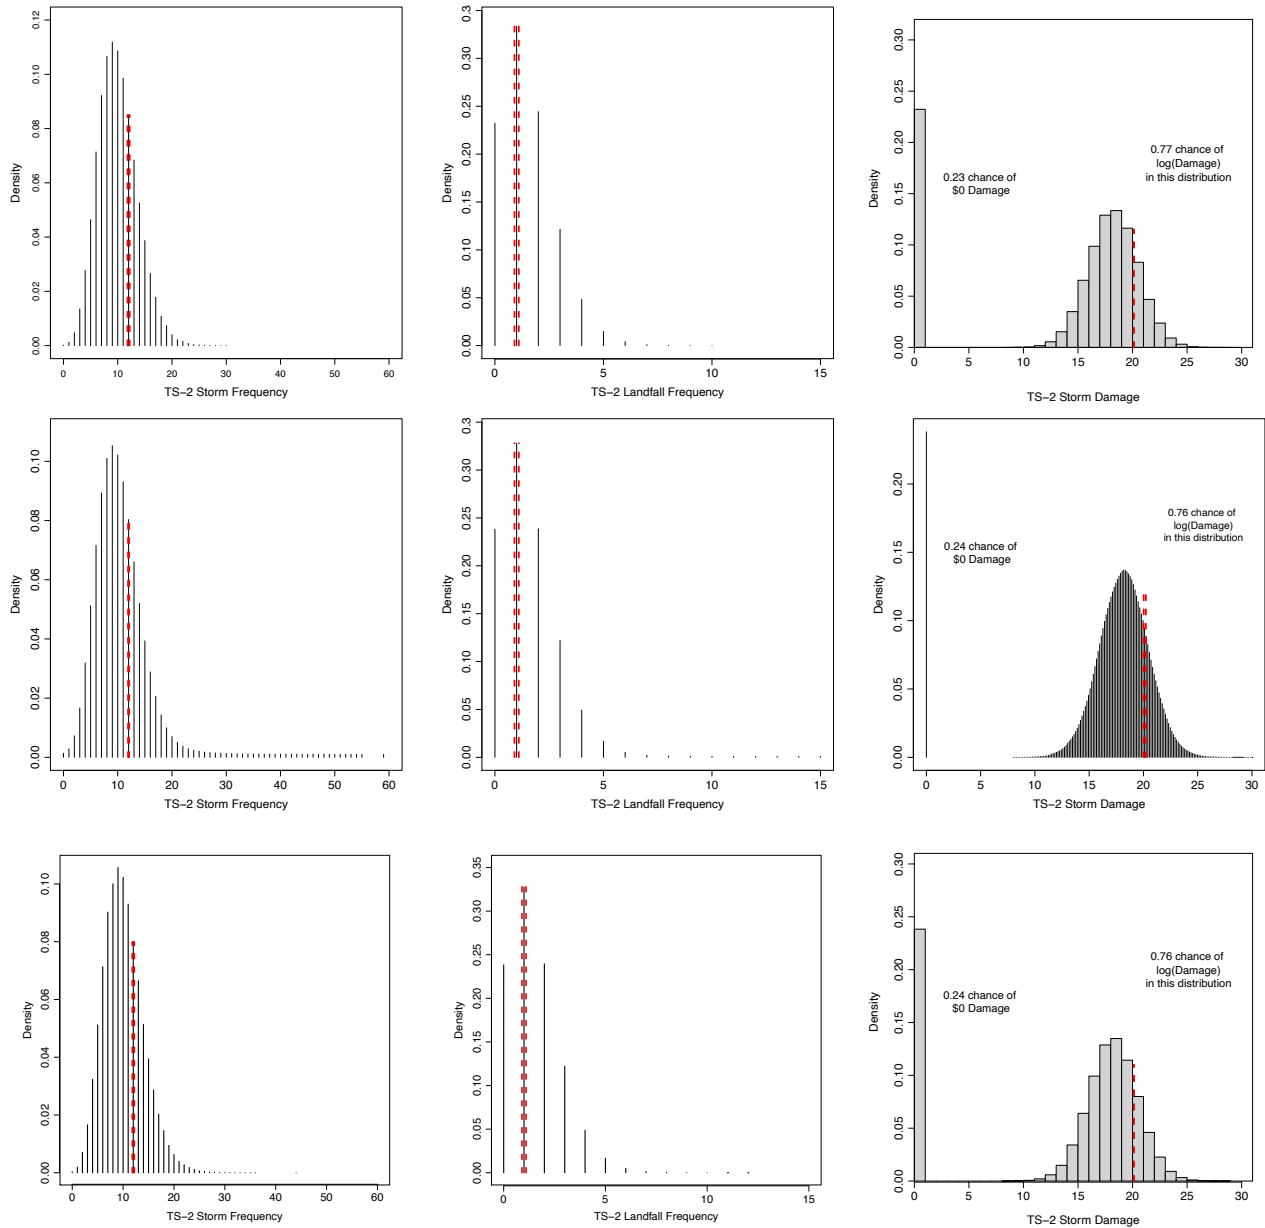 0.00 0.02 0.04 0.06 0.08 0.10 0.12
Density
0 10 20 30 40 50 60
TS-2 Storm Frequency
0.00 0.05 0.10 0.15 0.20 0.25 0.30 0.3
Density
0 5 10 15
TS-2 Landfall Frequency
0.00 0.05 0.10 0.15 0.20 0.25 0.30
Density
0.23 chance of
$0 Damage
0.77 chance of
log(Damage)
in this distribution
0 5 10 15 20 25 30
TS-2 Storm Damage
0.00 0.02 0.04 0.06 0.08 0.10
Density
0 10 20 30 40 50 60
TS-2 Storm Frequency
0.00 0.05 0.10 0.15 0.20 0.25 0.30 0.3
Density
0 5 10 15
TS-2 Landfall Frequency
0.00 0.05 0.10 0.15 0.20
Density
0.24 chance of
$0 Damage
0.76 chance of
log(Damage)
in this distribution
0 5 10 15 20 25 30
TS-2 Storm Damage
0.00 0.02 0.04 0.06 0.08 0.10
Density
0 10 20 30 40 50 60
TS-2 Storm Frequency
0.00 0.05 0.10 0.15 0.20 0.25 0.30 0.35
Density
0 5 10 15
TS-2 Landfall Frequency
0.00 0.05 0.10 0.15 0.20 0.25 0.30
Density
0.24 chance of
$0 Damage
0.76 chance of
log(Damage)
in this distribution
0 5 10 15 20 25 30
TS-2 Storm Damage